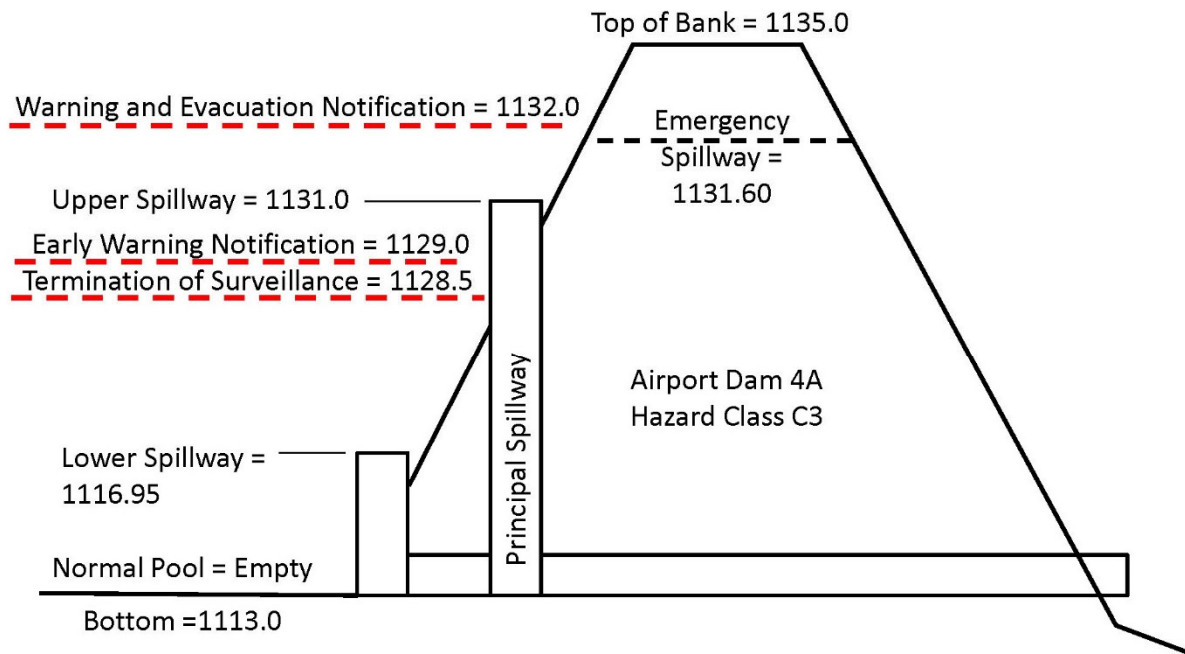 Top of Bank = 1135.0
Warning and Evacuation Notification = 1132.0
Emergency
Spillway =
1131.60
Upper Spillway = 1131.0
Early Warning Notification = 1129.0
Termination of Surveillance = 1128.5
Principal Spillway
Airport Dam 4A
Hazard Class C3
Lower Spillway =
1116.95
Normal Pool = Empty
Bottom =1113.0